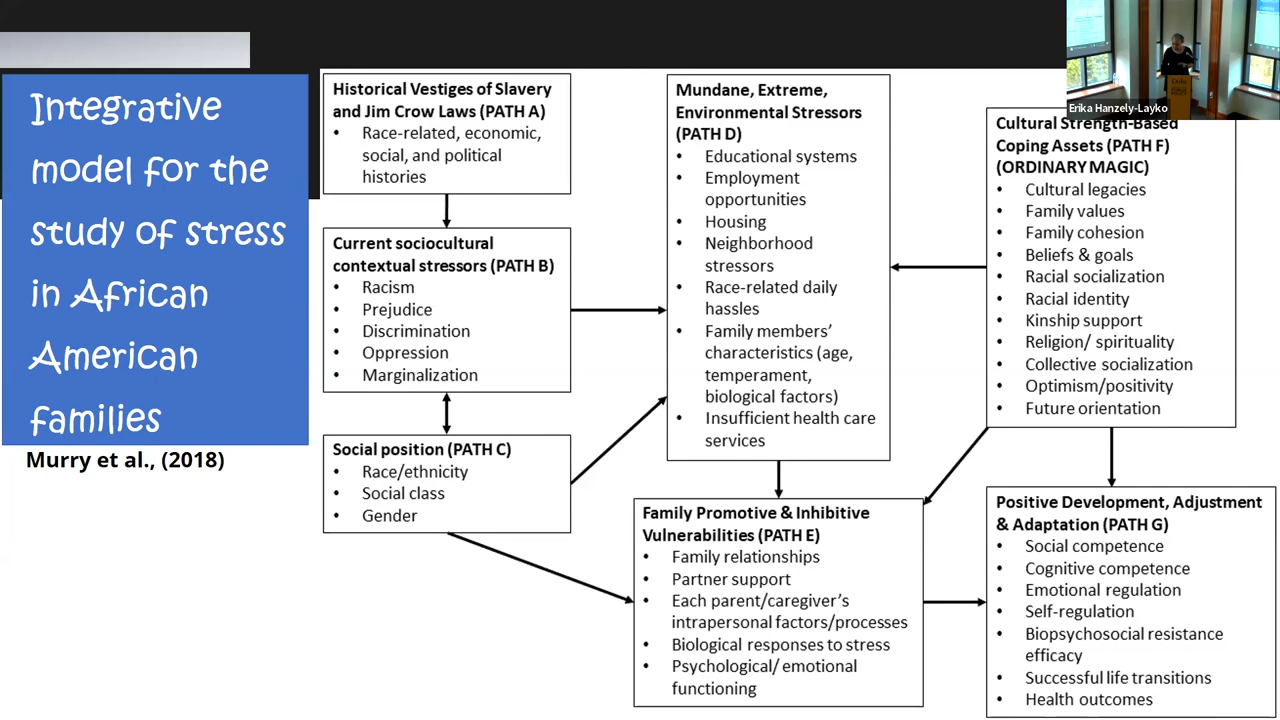 Integrative
model for the
study of stress
in African
American
families
Murry et al., (2018)
Historical Vestiges of Slavery
and Jim Crow Laws (PATH A)
• Race-related, economic,
social, and political
histories
Current sociocultural
contextual stressors (PATH B)
• Racism
• Prejudice
• Discrimination
• Oppression
• Marginalization
Social position (PATH C)
• Race/ethnicity
• Social class
• Gender
Mundane, Extreme,
Environmental Stressors
(PATH D)
• Educational systems
• Employment
opportunities
• Housing
• Neighborhood
stressors
• Race-related daily
hassles
• Family members’
characteristics (age,
temperament,
biological factors)
• Insufficient health care
services
Family Promotive & Inhibitive
Vulnerabilities (PATH E)
• Family relationships
• Partner support
• Each parent/caregiver’s
intrapersonal factors/processes
• Biological responses to stress
• Psychological/ emotional
functioning
Erika Hanzely-Layko
Cultural Strength-Based
Coping Assets (PATH F)
(ORDINARY MAGIC)
• Cultural legacies
• Family values
• Family cohesion
• Beliefs & goals
• Racial socialization
• Racial identity
• Kinship support
• Religion/ spirituality
• Collective socialization
• Optimism/positivity
• Future orientation
Positive Development, Adjustment
& Adaptation (PATH G)
• Social competence
• Cognitive competence
• Emotional regulation
• Self-regulation
• Biopsychosocial resistance
efficacy
• Successful life transitions
• Health outcomes